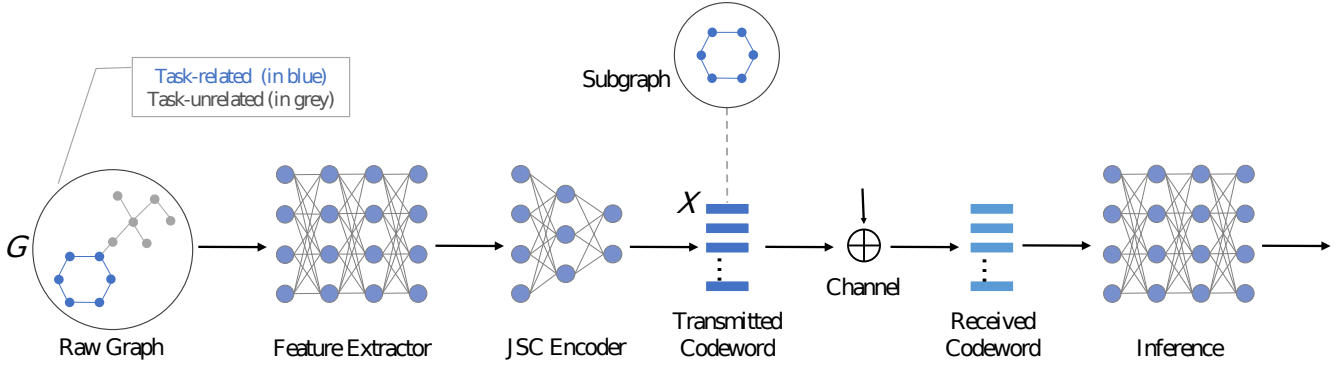 Task-related (in blue)
Task-unrelated (in grey)
Subgraph
G
X
Raw Graph
Feature Extractor
JSC Encoder
Transmitted
Codeword
Channel
Received
Codeword
Inference